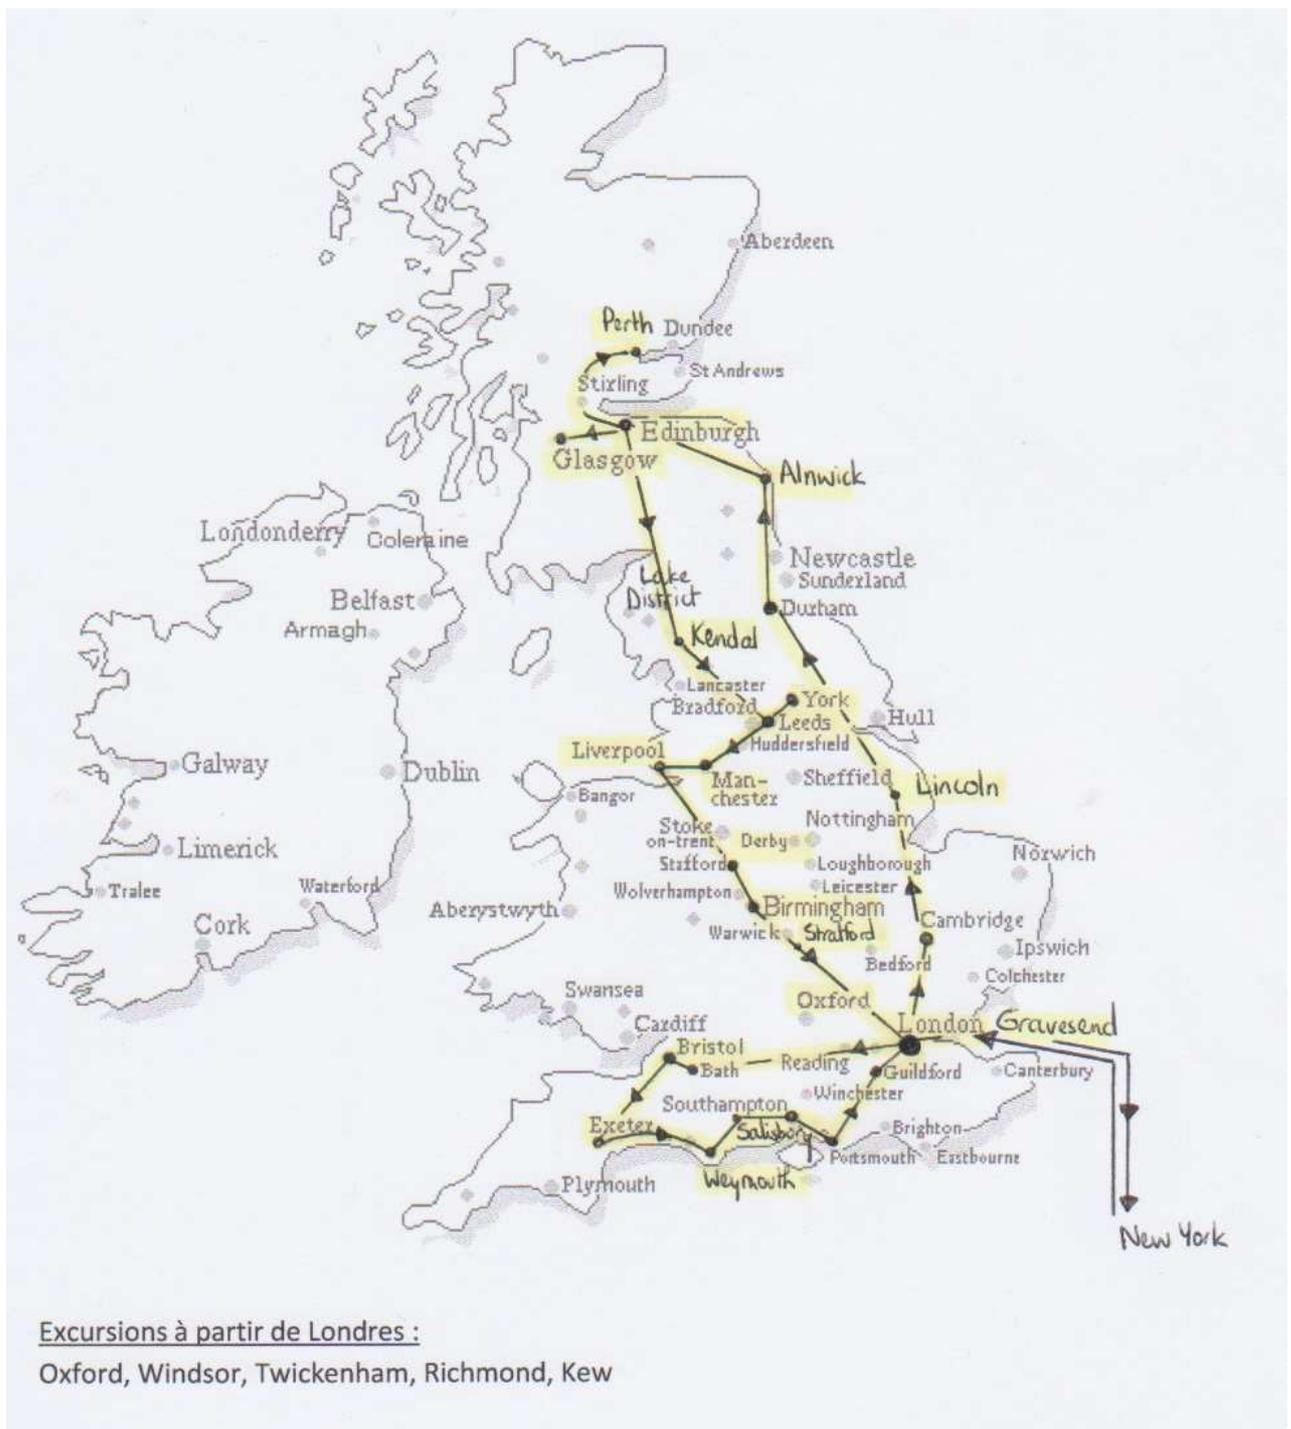 Aberdeen
Perth
Dundee
St Andrews
Stirling
Edinburgh
Glasgow
Alnwick
Londonderry
Coleraine
Newcastle
Sunderland
Lake
District
Belfast
Durham
Armagh
Kendal
Lancaster
York
Bradford
Hull
Leeds
Huddersfield
Liverpool
Galway
Dublin
Man-
chester
Sheffield
Lincoln
Bangor
Stoke
on-trent
Nottingham
Derby
Limerick
Norwich
Stafford
Loughborough
Tralee
Waterford
Leicester
Wolverhampton
Birmingham
Aberystwyth
Cork
Cambridge
Warwick
Stratford
Ipswich
Bedford
Colchester
Swansea
Oxford
Cardiff
London
Gravesend
Bristol
Bath
Reading
Guildford
Canterbury
Winchester
Southampton
Exeter
Salisbury
Brighton
Portsmouth
Eastbourne
Plymouth
Weymouth
New York
Excursions à partir de Londres :
Oxford, Windsor, Twickenham, Richmond, Kew